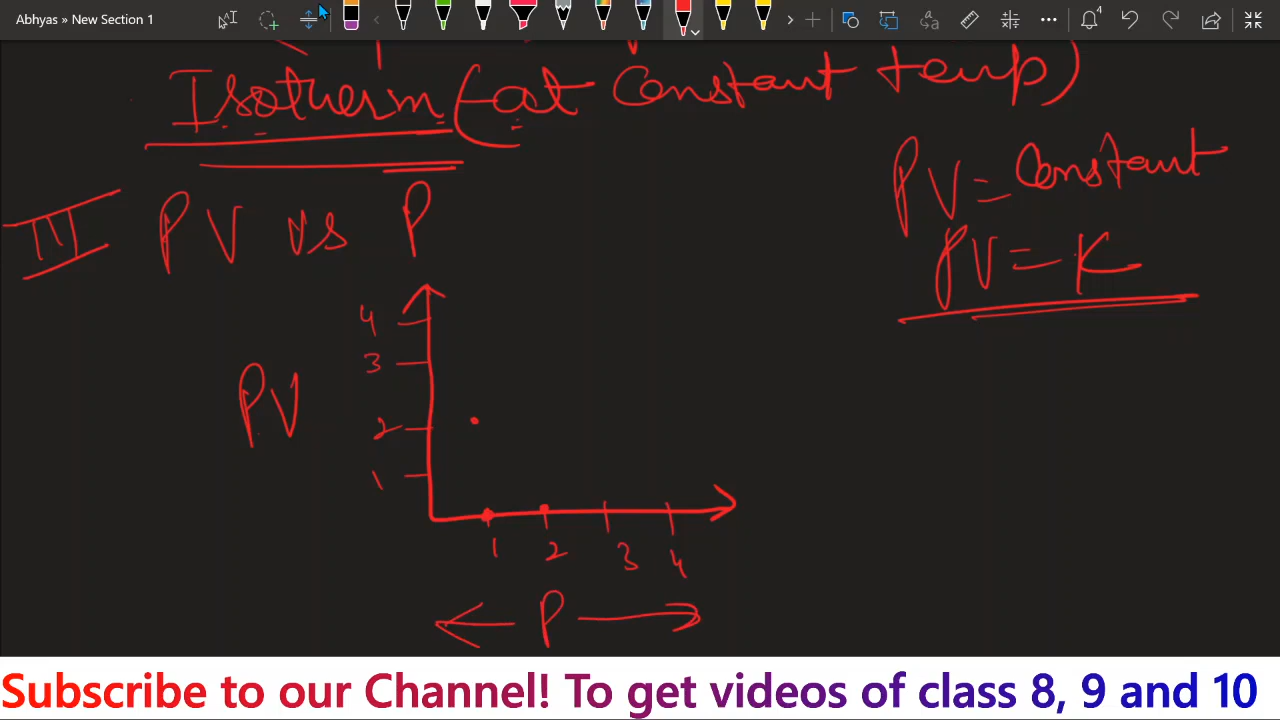 Abhyas » New Section 1
Isotherm (at Constant temp)
PV = Constant
PV = K
III PV vs P
4
3
PV
2
1
1 2 3 4
P
Subscribe to our Channel! To get videos of class 8, 9 and 10